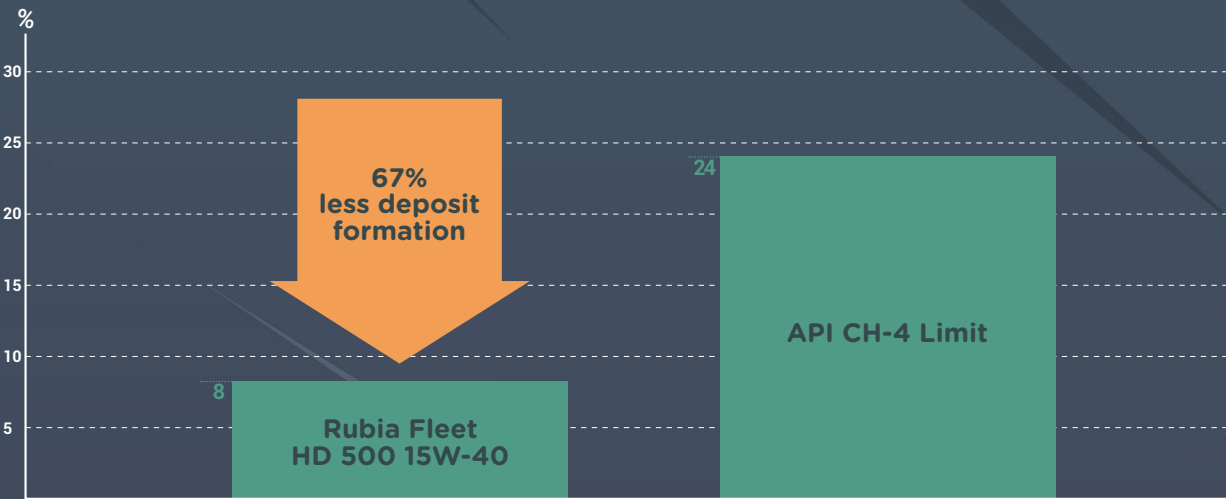 %
30
25
20
15
10
5
67%
less deposit
formation
8
Rubia Fleet
HD 500 15W-40
24
API CH-4 Limit